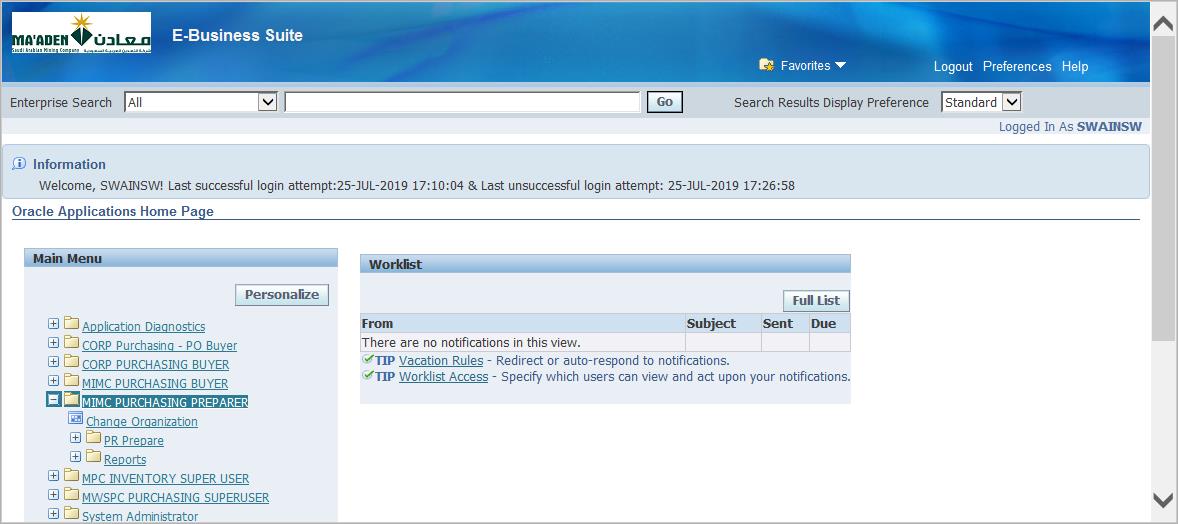 MA'ADEN معادن
Saudi Arabian Mining Company شركة التعدين العربية السعودية
E-Business Suite
Favorites
Logout Preferences Help
Enterprise Search All Go Search Results Display Preference Standard
Logged In As SWAINSW
Information
Welcome, SWAINSW! Last successful login attempt:25-JUL-2019 17:10:04 & Last unsuccessful login attempt: 25-JUL-2019 17:26:58
Oracle Applications Home Page
Main Menu
Personalize
Application Diagnostics
CORP Purchasing - PO Buyer
CORP PURCHASING BUYER
MIMC PURCHASING BUYER
MIMC PURCHASING PREPARER
Change Organization
PR Prepare
Reports
MPC INVENTORY SUPER USER
MWSPC PURCHASING SUPERUSER
System Administrator
Worklist
Full List
From Subject Sent Due
There are no notifications in this view.
TIP Vacation Rules - Redirect or auto-respond to notifications.
TIP Worklist Access - Specify which users can view and act upon your notifications.